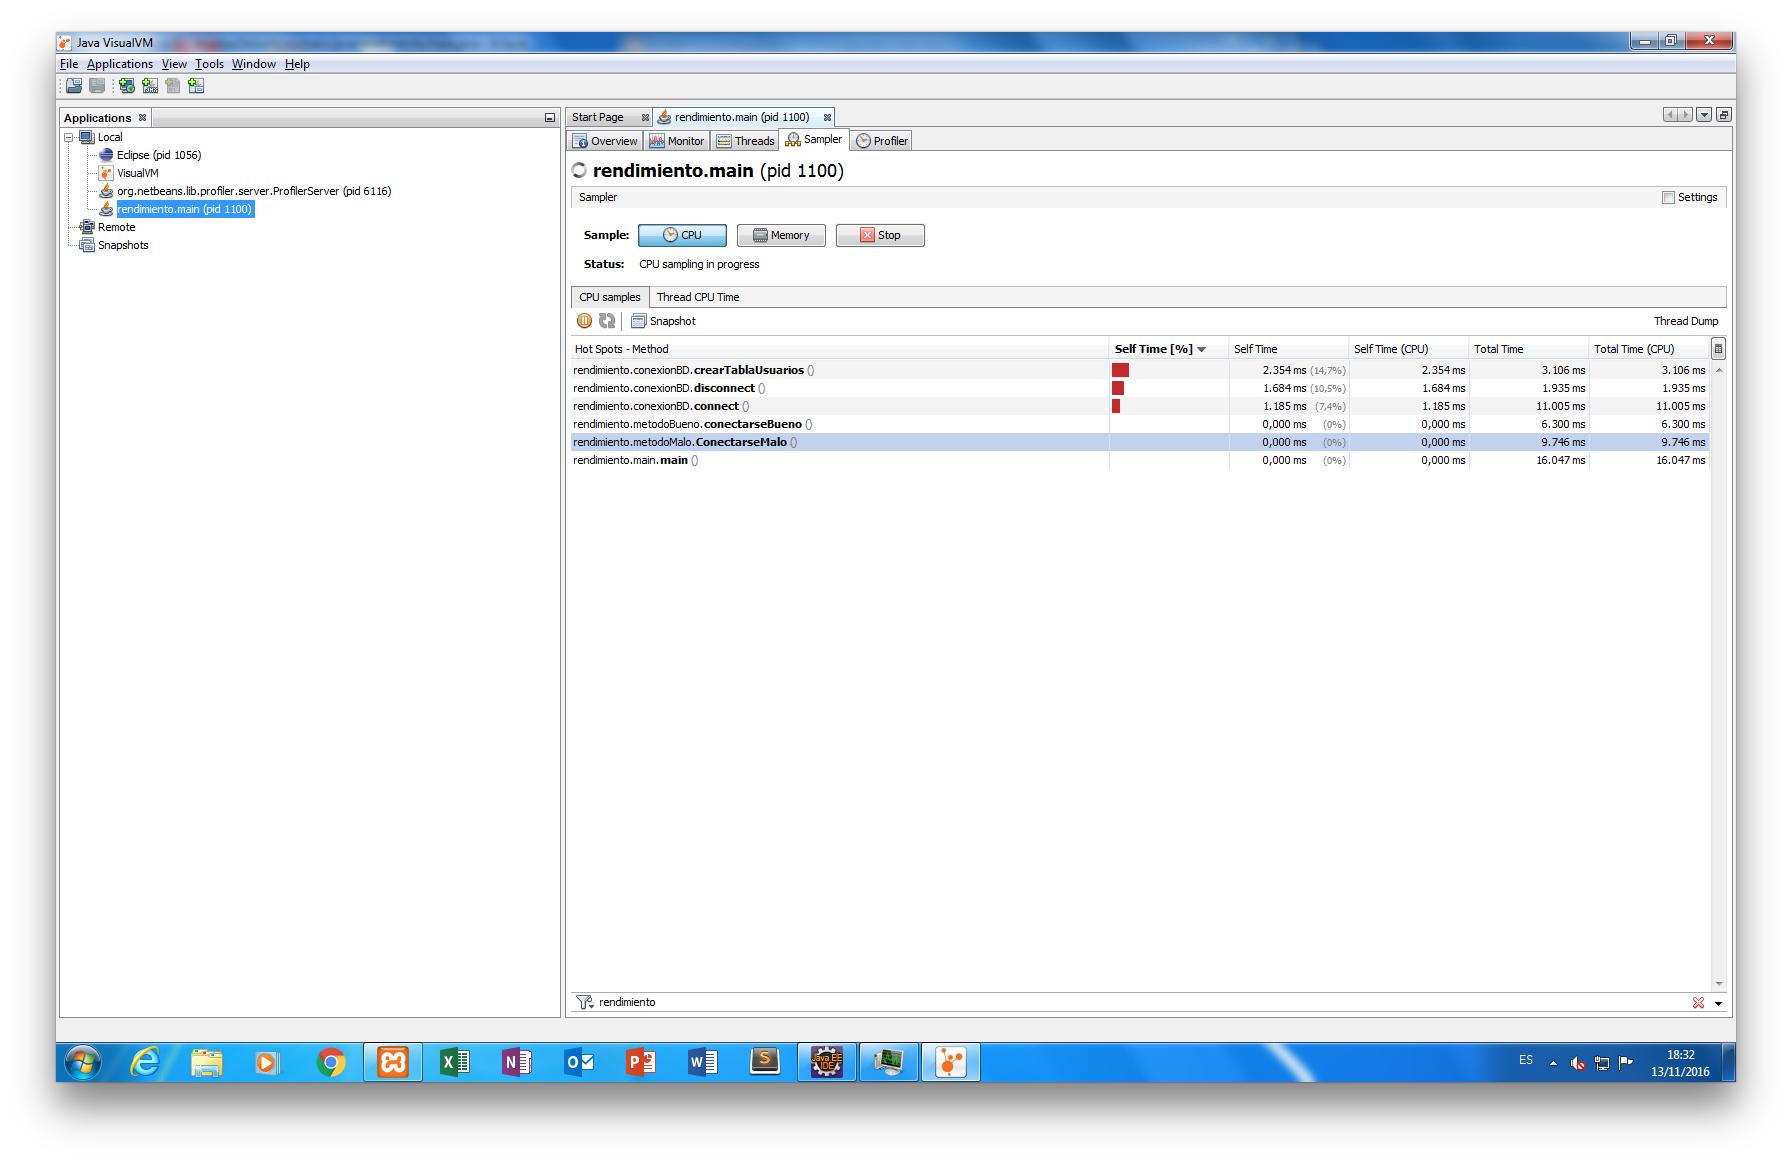 Java VisualVM
File Applications View Tools Window Help
Applications
Local
Eclipse (pid 1056)
VisualVM
org.netbeans.lib.profiler.server.ProfilerServer (pid 6116)
rendimiento.main (pid 1100)
Remote
Snapshots
Start Page rendimiento.main (pid 1100)
Overview Monitor Threads Sampler Profiler
rendimiento.main (pid 1100)
Sampler Settings
Sample: CPU Memory Stop
Status: CPU sampling in progress
CPU samples Thread CPU Time
Snapshot Thread Dump
Hot Spots - Method Self Time [%] Self Time Self Time (CPU) Total Time Total Time (CPU)
rendimiento.conexionBD.crearTablaUsuarios () 2.354 ms (14,7%) 2.354 ms 3.106 ms 3.106 ms
rendimiento.conexionBD.disconnect () 1.684 ms (10,5%) 1.684 ms 1.935 ms 1.935 ms
rendimiento.conexionBD.connect () 1.185 ms (7,4%) 1.185 ms 11.005 ms 11.005 ms
rendimiento.metodoBueno.conectarseBueno () 0,000 ms (0%) 0,000 ms 6.300 ms 6.300 ms
rendimiento.metodoMalo.ConectarseMalo () 0,000 ms (0%) 0,000 ms 9.746 ms 9.746 ms
rendimiento.main.main () 0,000 ms (0%) 0,000 ms 16.047 ms 16.047 ms
rendimiento
Java EE
IDE
ES
18:32
13/11/2016